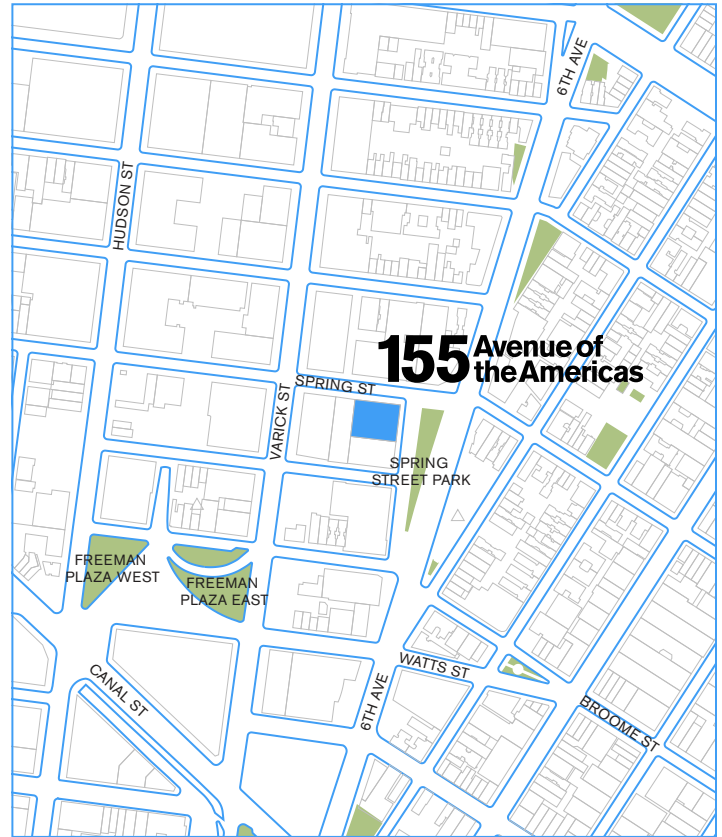 6TH AVE
HUDSON ST
155 Avenue of
the Americas
SPRING ST
VARICK ST
SPRING
STREET PARK
FREEMAN
PLAZA WEST
FREEMAN
PLAZA EAST
WATTS ST
CANAL ST
6TH AVE
BROOME ST